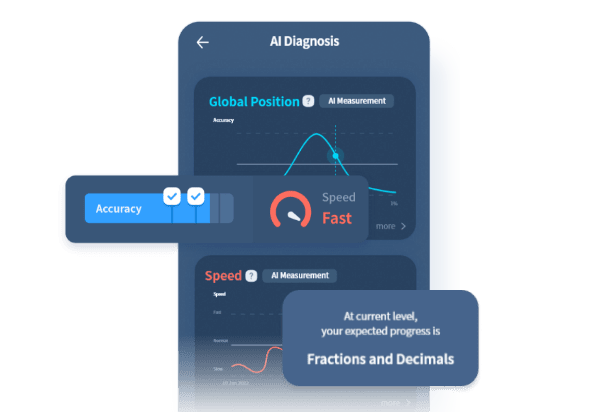 AI Diagnosis
Global Position ? AI Measurement
Accuracy
Accuracy
Speed
Fast
0%
more
Speed ? AI Measurement
Speed
Fast
Normal
Slow
more
At current level,
your expected progress is
Fractions and Decimals